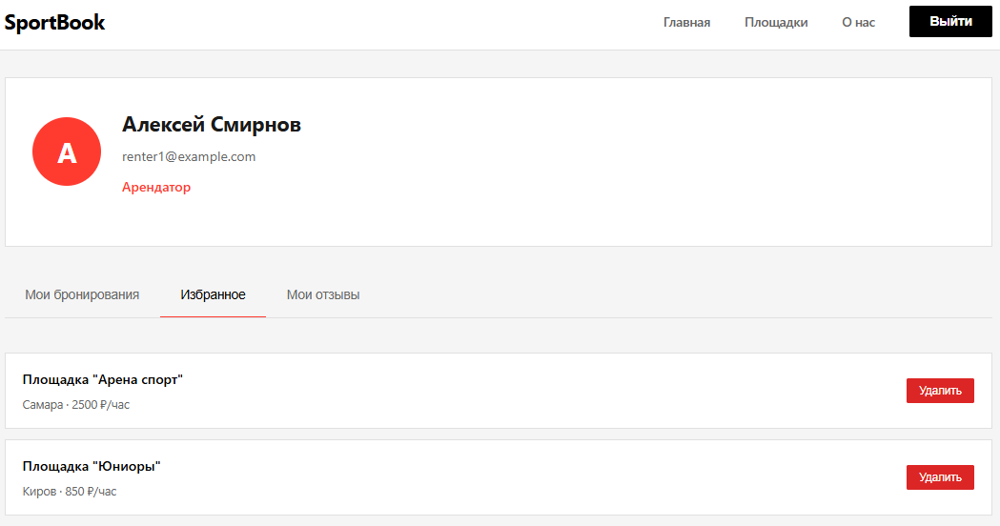 SportBook
Главная Площадки О нас Выйти
А
Алексей Смирнов
renter1@example.com
Арендатор
Мои бронирования Избранное Мои отзывы
Площадка "Арена спорт"
Самара · 2500 ₽/час
Удалить
Площадка "Юниоры"
Киров · 850 ₽/час
Удалить